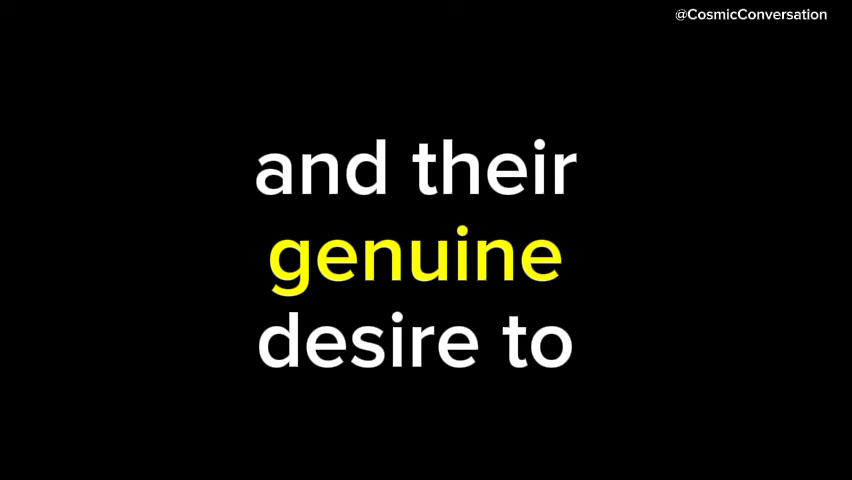 @CosmicConversation
and their
genuine
desire to